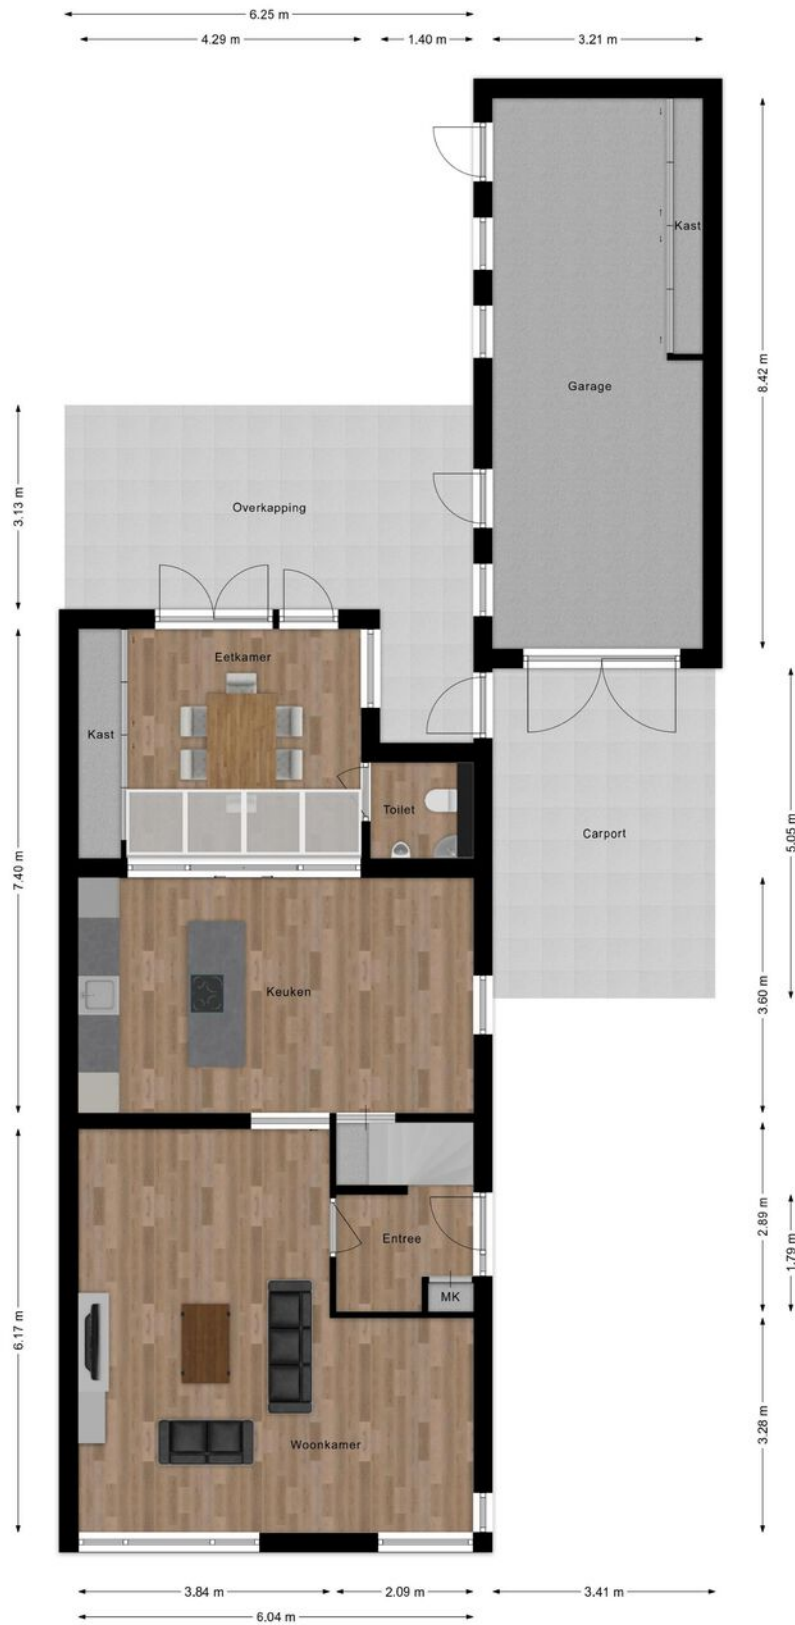 6.25 m
4.29 m
1.40 m
3.21 m
Kast
8.42 m
Garage
3.13 m
Overkapping
Eetkamer
Kast
Toilet
Carport
5.05 m
7.40 m
Keuken
3.60 m
Entree
2.89 m
1.79 m
MK
6.17 m
3.28 m
Woonkamer
3.84 m
2.09 m
3.41 m
6.04 m